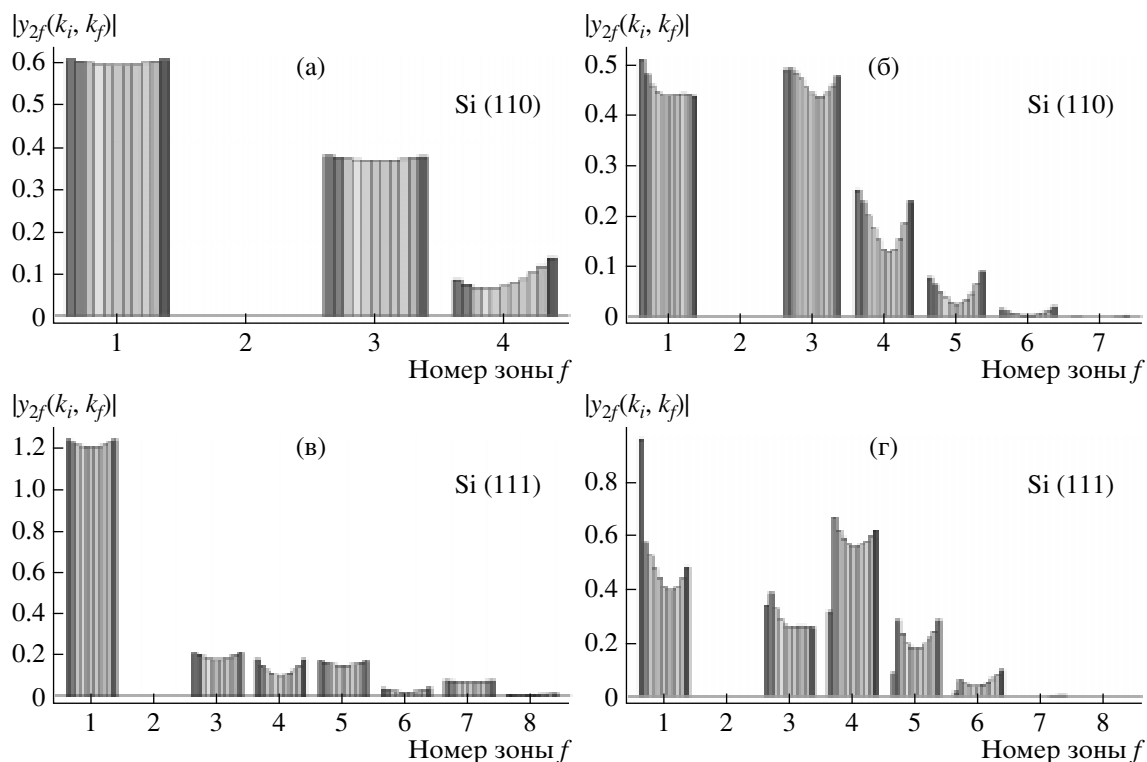 |y₂f(kᵢ, k_f)|
0.6
0.5
0.4
0.3
0.2
0.1
0
(а)
Si (110)
1 2 3 4
Номер зоны f
|y₂f(kᵢ, k_f)|
0.5
0.4
0.3
0.2
0.1
0
(б)
Si (110)
1 2 3 4 5 6 7
Номер зоны f
|y₂f(kᵢ, k_f)|
1.2
1.0
0.8
0.6
0.4
0.2
0
(в)
Si (111)
1 2 3 4 5 6 7 8
Номер зоны f
|y₂f(kᵢ, k_f)|
0.8
0.6
0.4
0.2
0
(г)
Si (111)
1 2 3 4 5 6 7 8
Номер зоны f